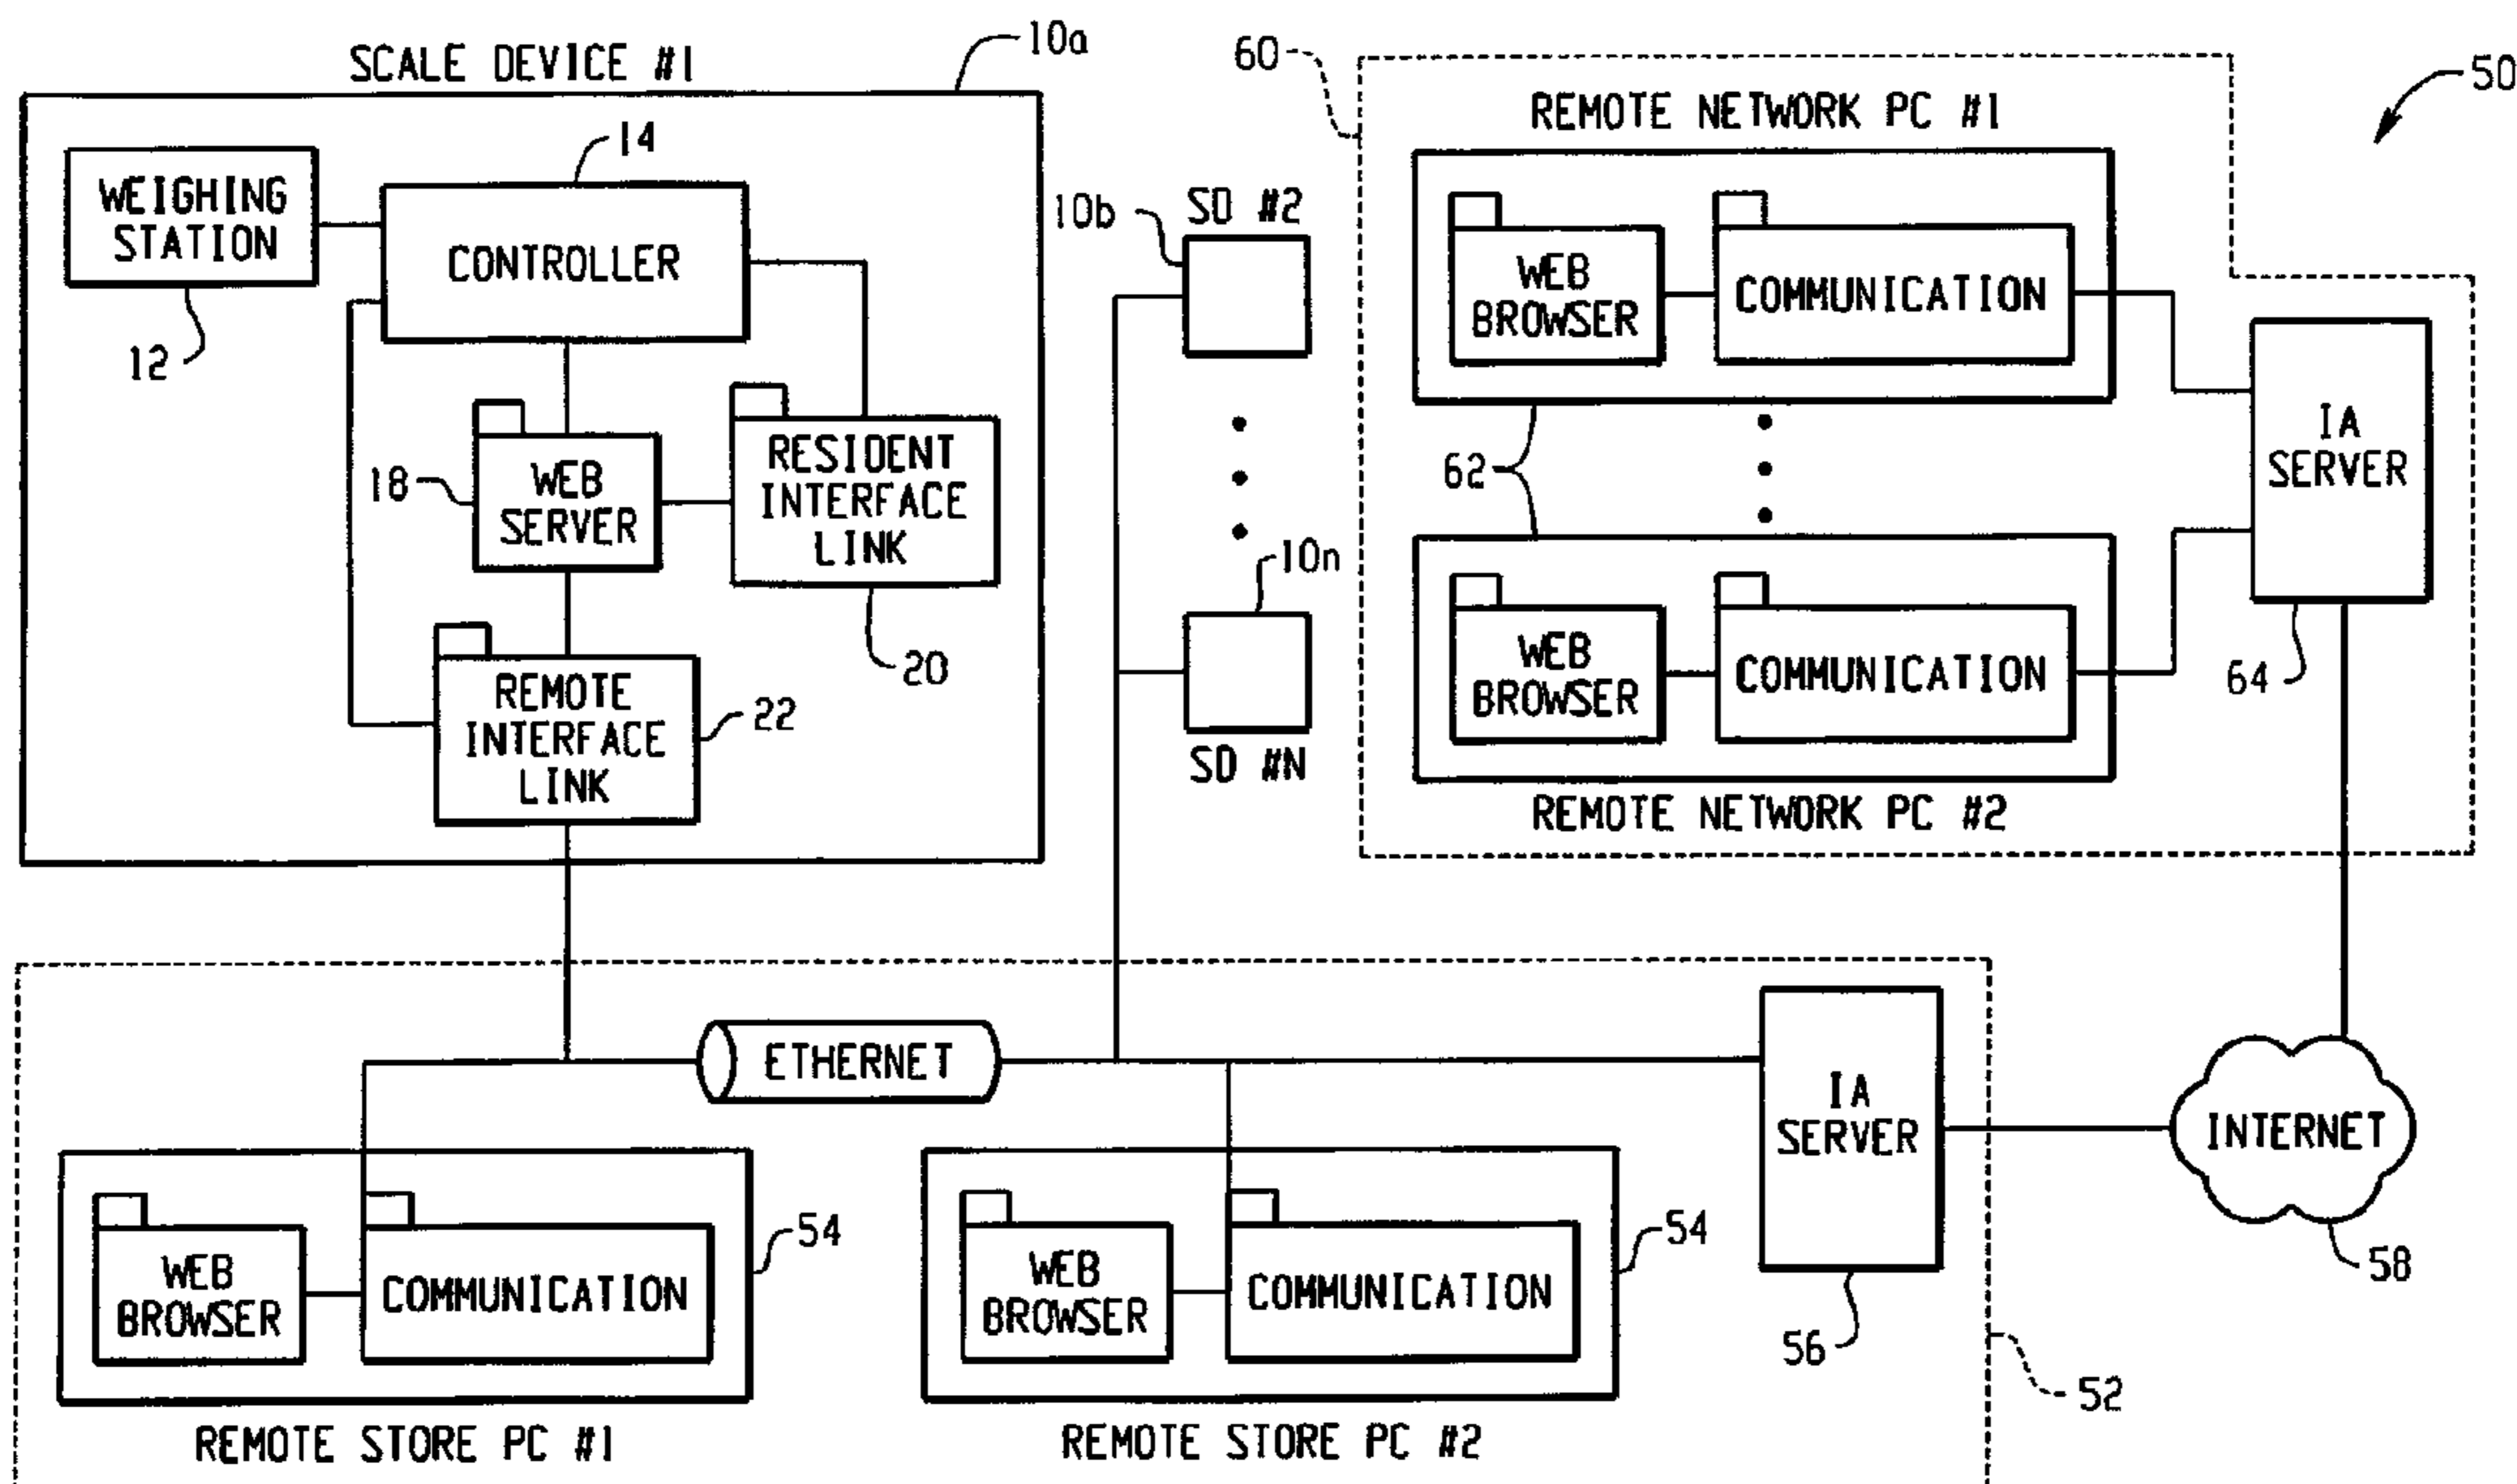 SCALE DEVICE #1
10a
WEIGHING
STATION
12
14
CONTROLLER
18
WEB
SERVER
RESIDENT
INTERFACE
LINK
20
REMOTE
INTERFACE
LINK
22
10b
SD #2
10n
SD #N
60
50
REMOTE NETWORK PC #1
WEB
BROWSER
COMMUNICATION
62
IA
SERVER
WEB
BROWSER
COMMUNICATION
64
REMOTE NETWORK PC #2
ETHERNET
IA
SERVER
INTERNET
WEB
BROWSER
COMMUNICATION
54
WEB
BROWSER
COMMUNICATION
54
56
58
52
REMOTE STORE PC #1
REMOTE STORE PC #2